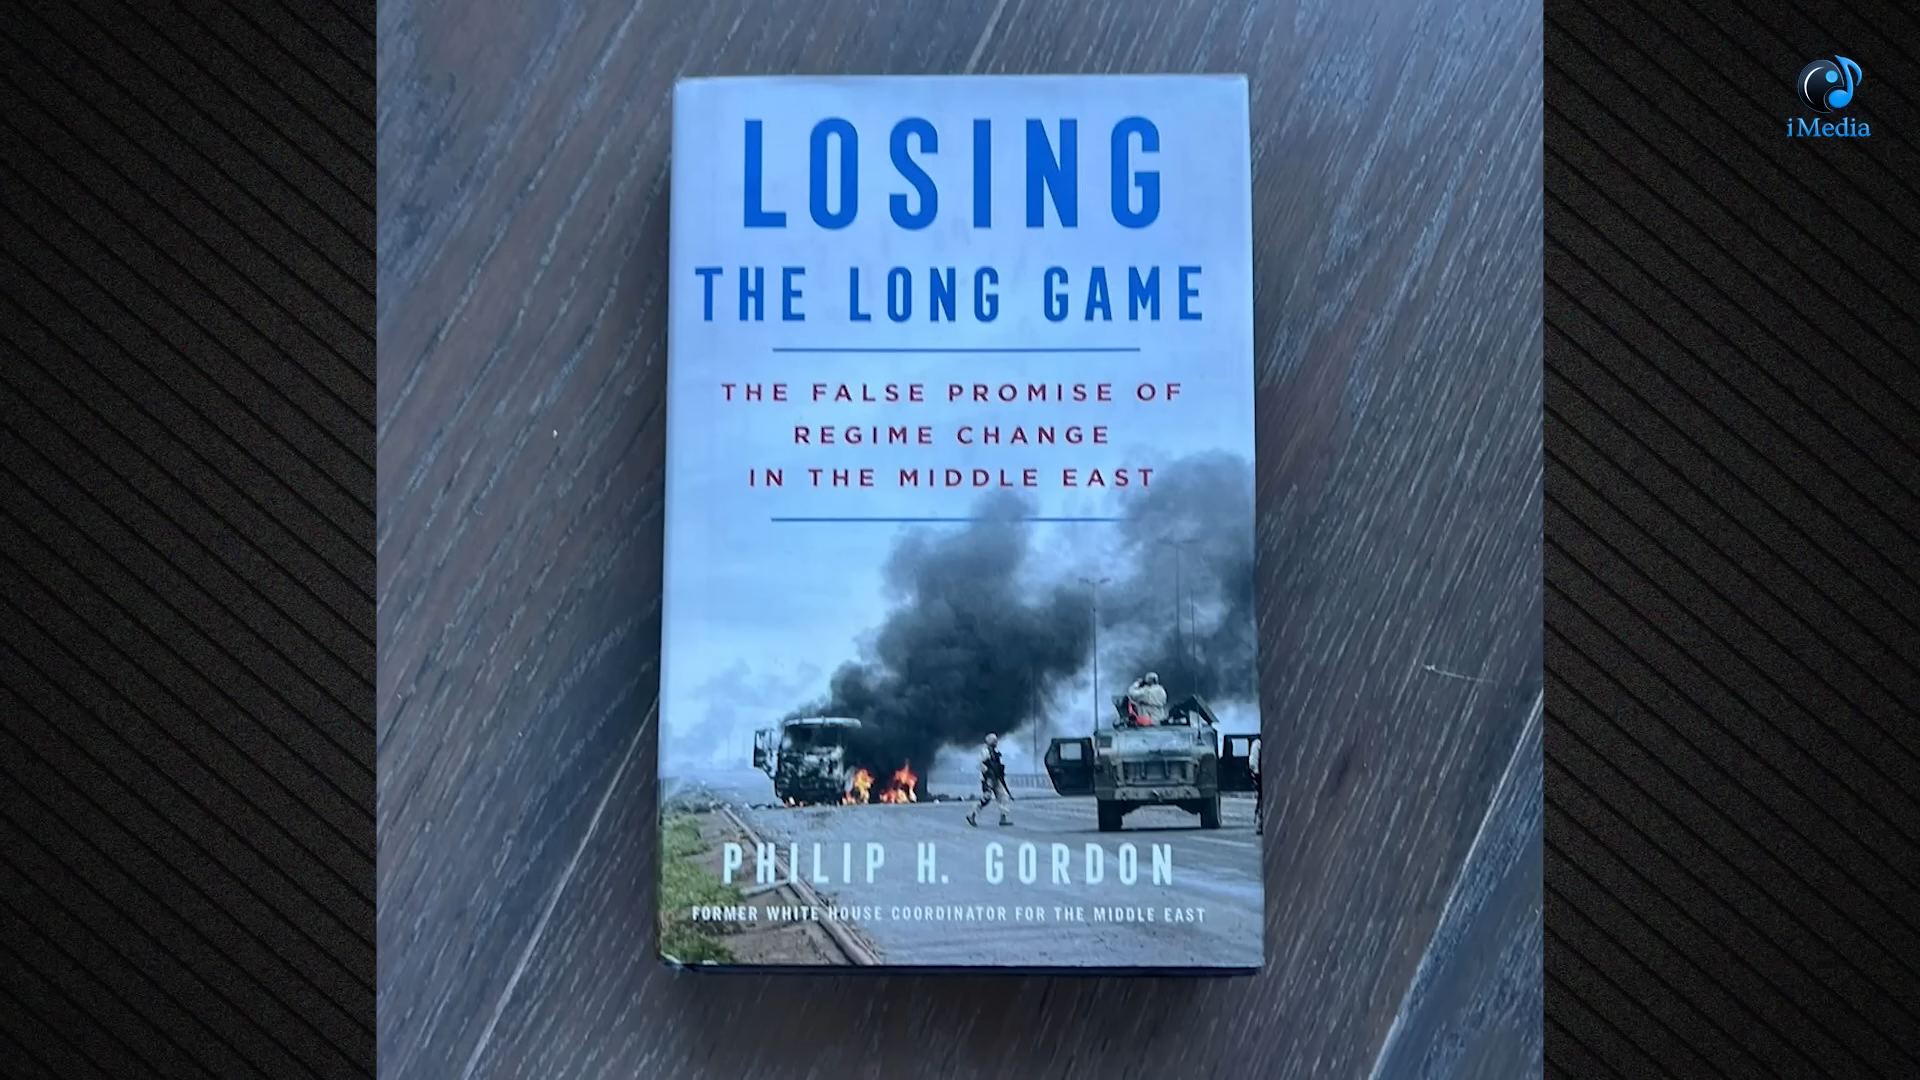 LOSING
THE LONG GAME
THE FALSE PROMISE OF
REGIME CHANGE
IN THE MIDDLE EAST
PHILIP H. GORDON
FORMER WHITE HOUSE COORDINATOR FOR THE MIDDLE EAST
iMedia